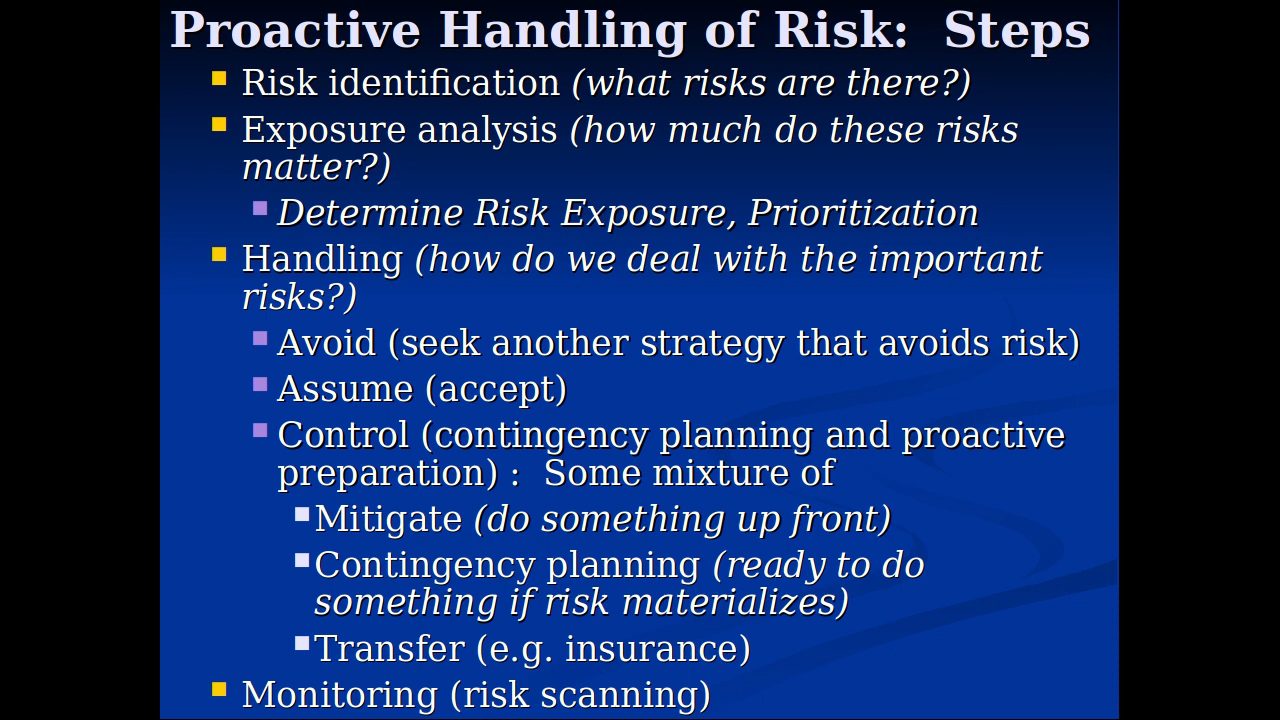 Proactive Handling of Risk:  Steps
Risk identification (what risks are there?)
Exposure analysis (how much do these risks
matter?)
Determine Risk Exposure, Prioritization
Handling (how do we deal with the important
risks?)
Avoid (seek another strategy that avoids risk)
Assume (accept)
Control (contingency planning and proactive
preparation) :  Some mixture of
Mitigate (do something up front)
Contingency planning (ready to do
something if risk materializes)
Transfer (e.g. insurance)
Monitoring (risk scanning)